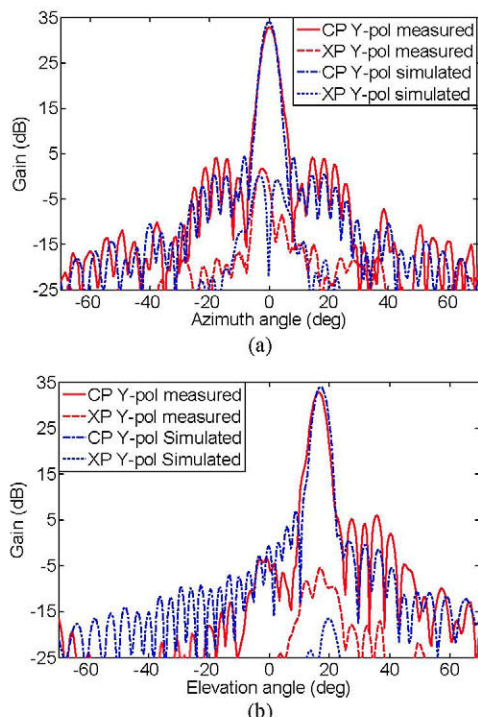 35
25
15
5
-5
-15
-25
Gain (dB)
CP Y-pol measured
XP Y-pol measured
CP Y-pol simulated
XP Y-pol simulated
-60 -40 -20 0 20 40 60
Azimuth angle (deg)
(a)
35
25
15
5
-5
-15
-25
Gain (dB)
CP Y-pol measured
XP Y-pol measured
CP Y-pol Simulated
XP Y-pol Simulated
-60 -40 -20 0 20 40 60
Elevation angle (deg)
(b)